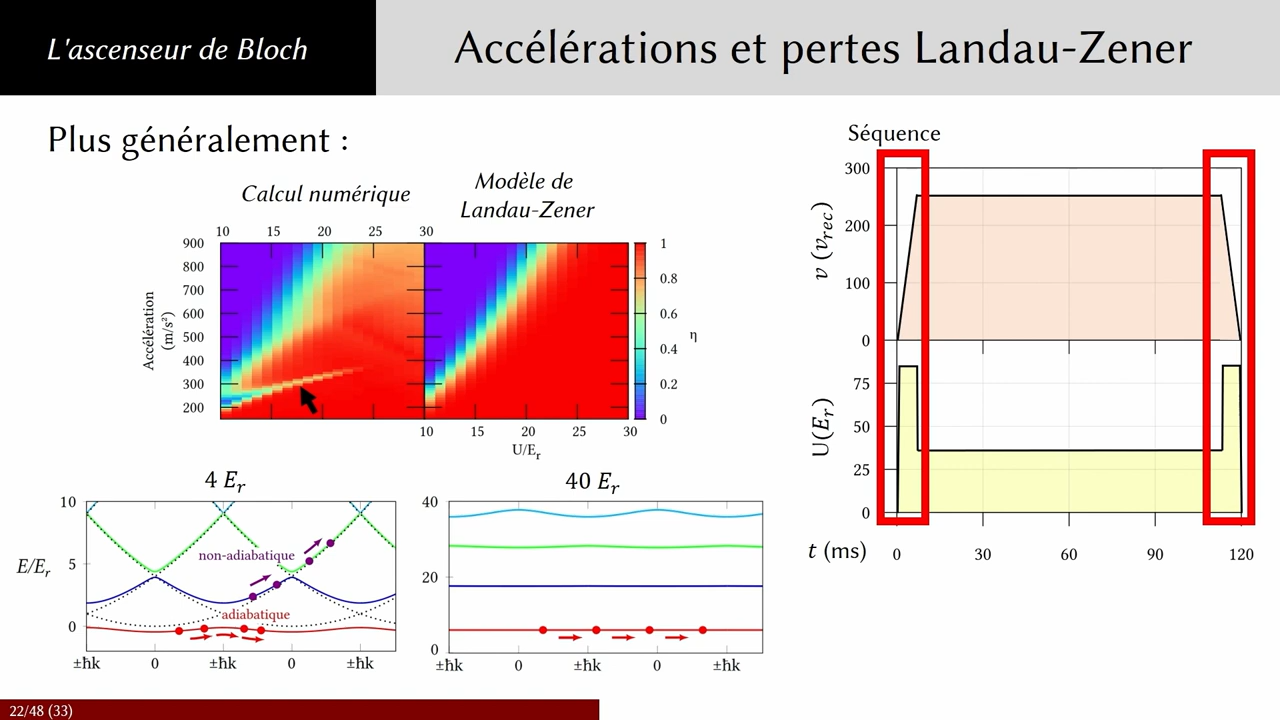 L'ascenseur de Bloch
Accélérations et pertes Landau-Zener
Plus généralement :
Calcul numérique
Modèle de
Landau-Zener
10 15 20 25 30
900
800
700
600
500
400
300
200
Accélération
(m/s²)
10 15 20 25 30
U/Er
1
0.8
0.6
0.4
0.2
0
η
4 Er
10
5
0
E/Er
non-adiabatique
adiabatique
±ħk 0 ±ħk 0 ±ħk
40 Er
40
20
0
±ħk 0 ±ħk 0 ±ħk
Séquence
300
200
100
0
v (vrec)
75
50
25
0
U(Er)
t (ms) 0 30 60 90 120
22/48 (33)